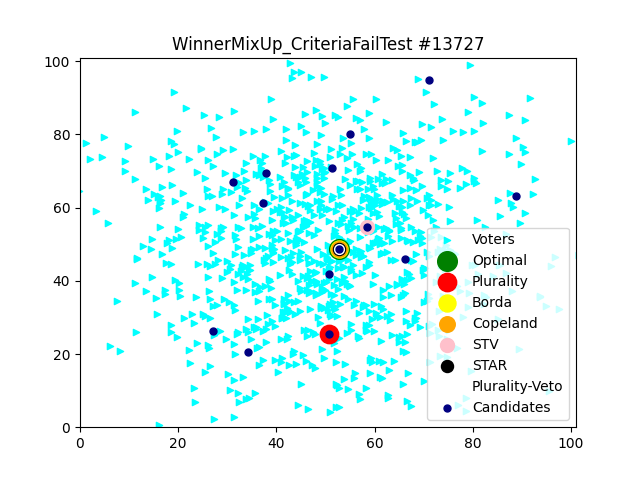 WinnerMixUp_CriteriaFailTest #13727
100
80
60
40
20
0
0
20
40
60
80
100
Voters
Optimal
Plurality
Borda
Copeland
STV
STAR
Plurality-Veto
Candidates